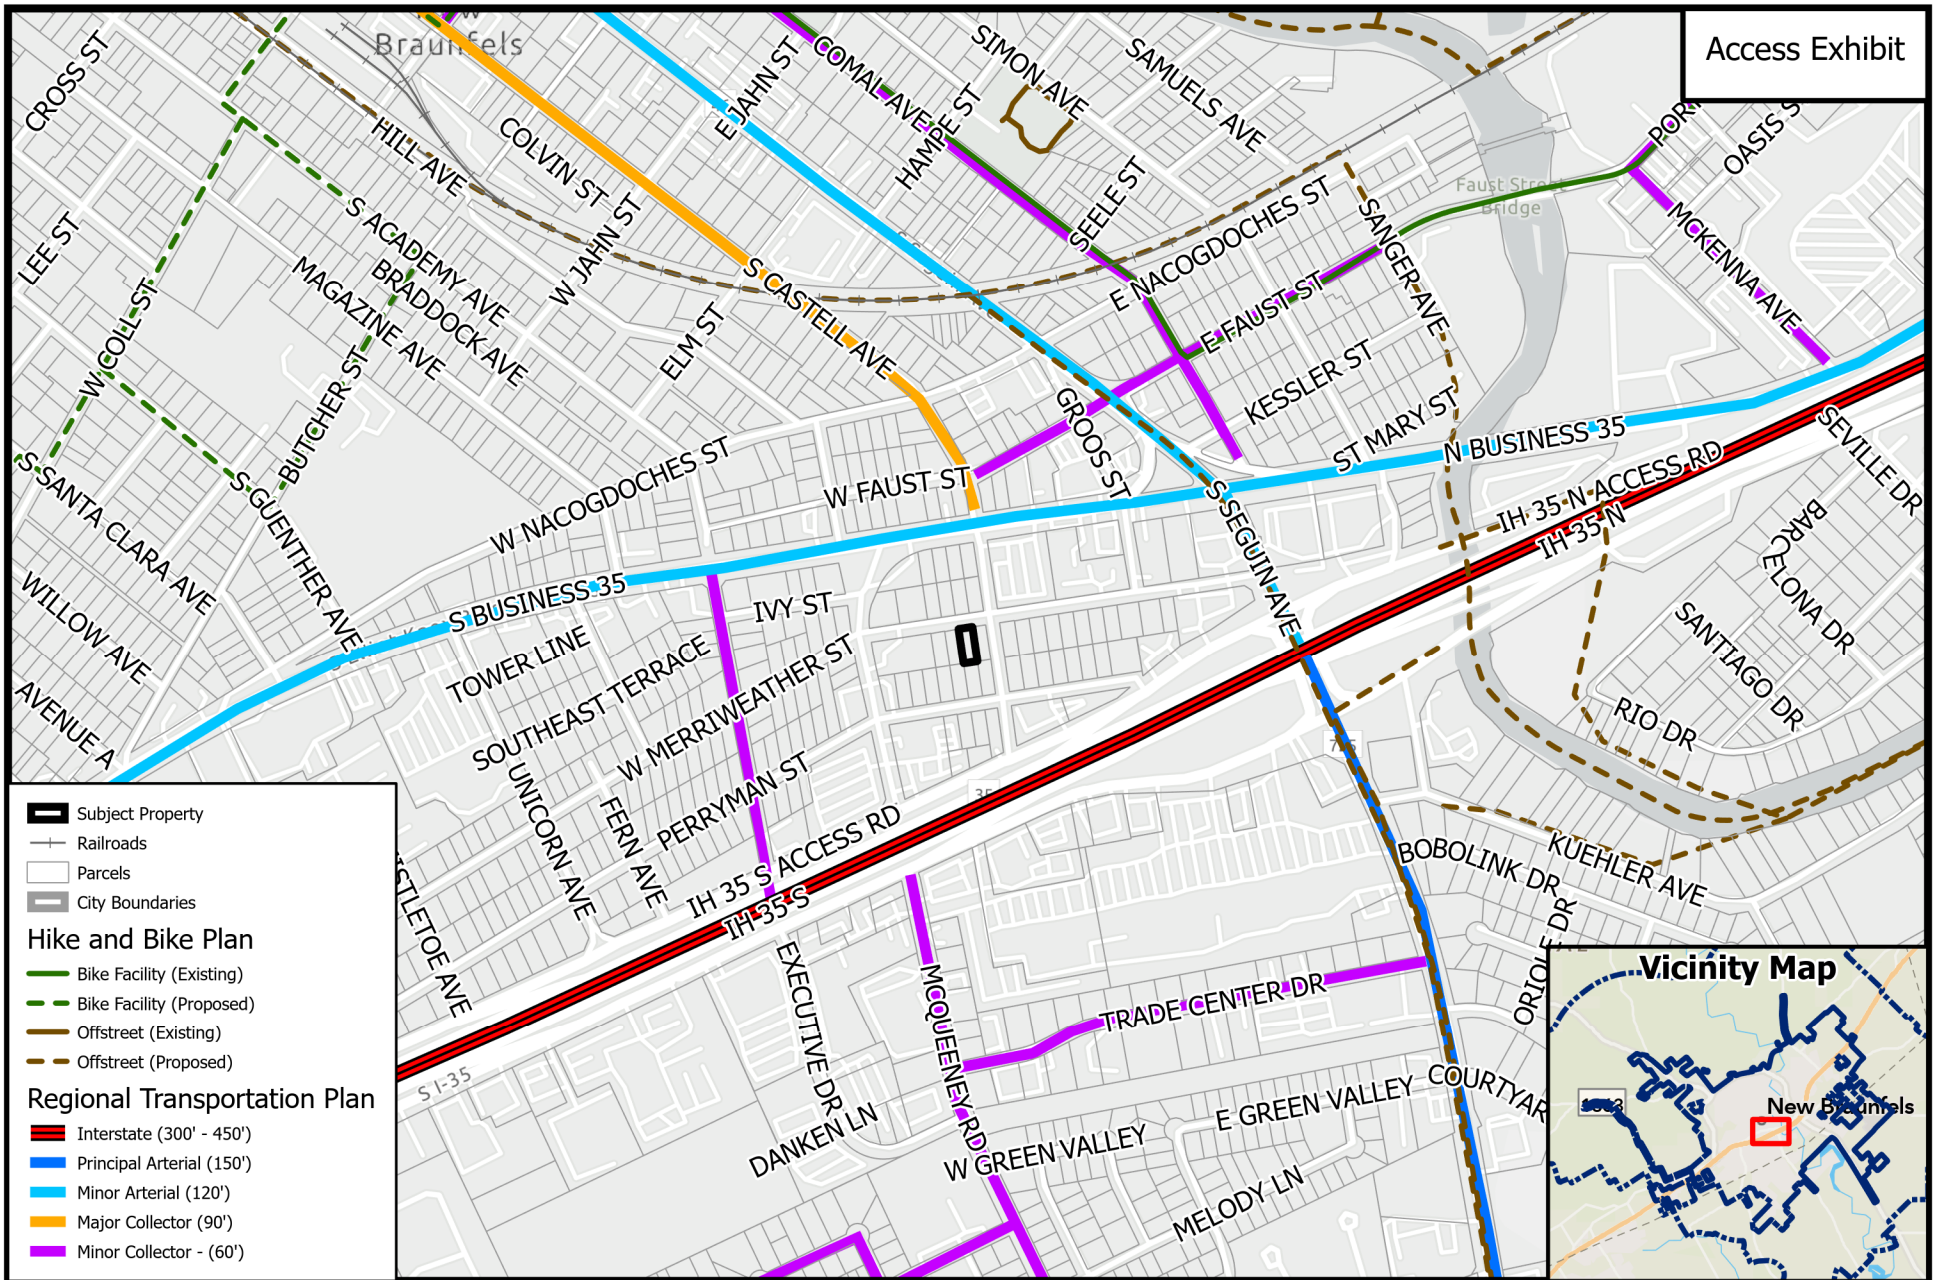 Access Exhibit
Braunfels
CROSS ST
HILL AVE
COLVIN ST
E JAHN ST
COMAL AVE
HAMPE ST
SIMON AVE
SAMUELS AVE
OASIS S
LEE ST
S ACADEMY AVE
BRADDOCK AVE
MAGAZINE AVE
W JAHN ST
ELM ST
S CASTELL AVE
SEELE ST
E NACOGDOCHES ST
E FAUST ST
SANGER AVE
Faust Street
Bridge
MCKENNA AVE
W COLL ST
BUTCHER ST
KESSLER ST
ST MARY ST
GROOS ST
N BUSINESS 35
S SANTA CLARA AVE
S GUENTHER AVE
W NACOGDOCHES ST
W FAUST ST
S SEGUIN AVE
IH 35 N ACCESS RD
IH 35 N
SEVILLE DR
BARCELONA DR
SANTIAGO DR
RIO DR
WILLOW AVE
AVENUE A
S BUSINESS 35
TOWER LINE
IVY ST
SOUTHEAST TERRACE
W MERRIWEATHER ST
PERRYMAN ST
UNICORN AVE
FERN AVE
IH 35 S ACCESS RD
IH 35 S
35
BOBOLINK DR
KUEHLER AVE
ORIOLE DR
EXECUTIVE DR
MCQUEENEY RD
TRADE CENTER DR
DANKEN LN
W GREEN VALLEY
E GREEN VALLEY
COURTYAR
MELODY LN
S I-35
Subject Property
Railroads
Parcels
City Boundaries
Hike and Bike Plan
Bike Facility (Existing)
Bike Facility (Proposed)
Offstreet (Existing)
Offstreet (Proposed)
Regional Transportation Plan
Interstate (300' - 450')
Principal Arterial (150')
Minor Arterial (120')
Major Collector (90')
Minor Collector - (60')
Vicinity Map
New Braunfels